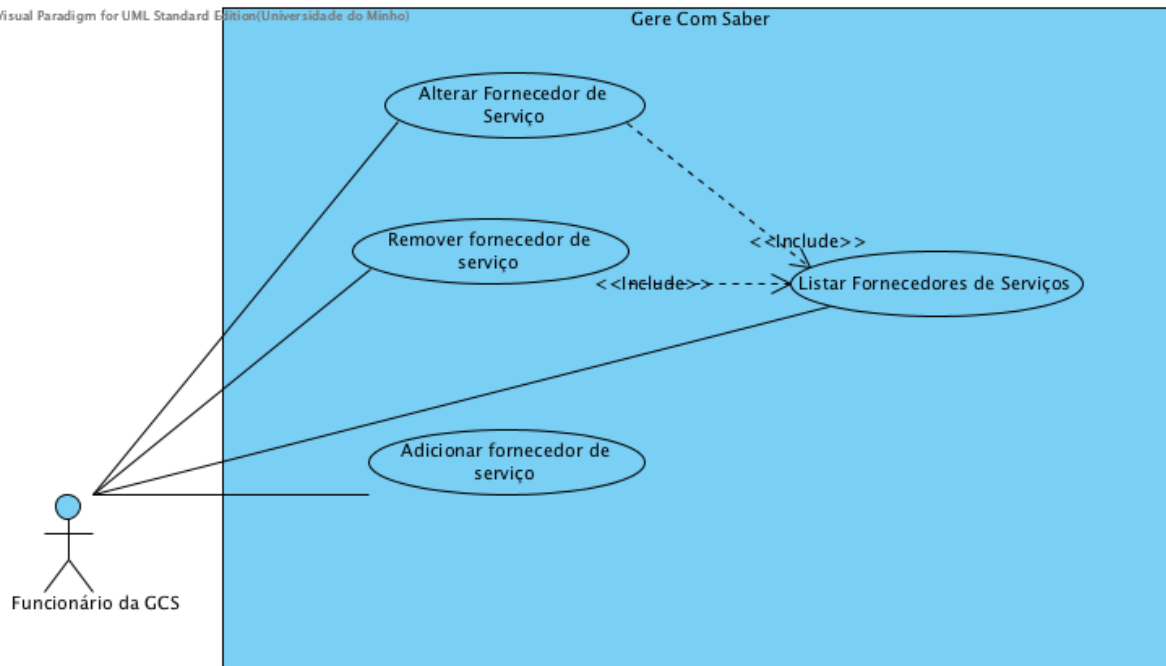 Visual Paradigm for UML Standard Edition(Universidade do Minho)
Gere Com Saber
Alterar Fornecedor de
Serviço
Remover fornecedor de
serviço
<<Include>>
<<Include>>
Listar Fornecedores de Serviços
Adicionar fornecedor de
serviço
Funcionário da GCS